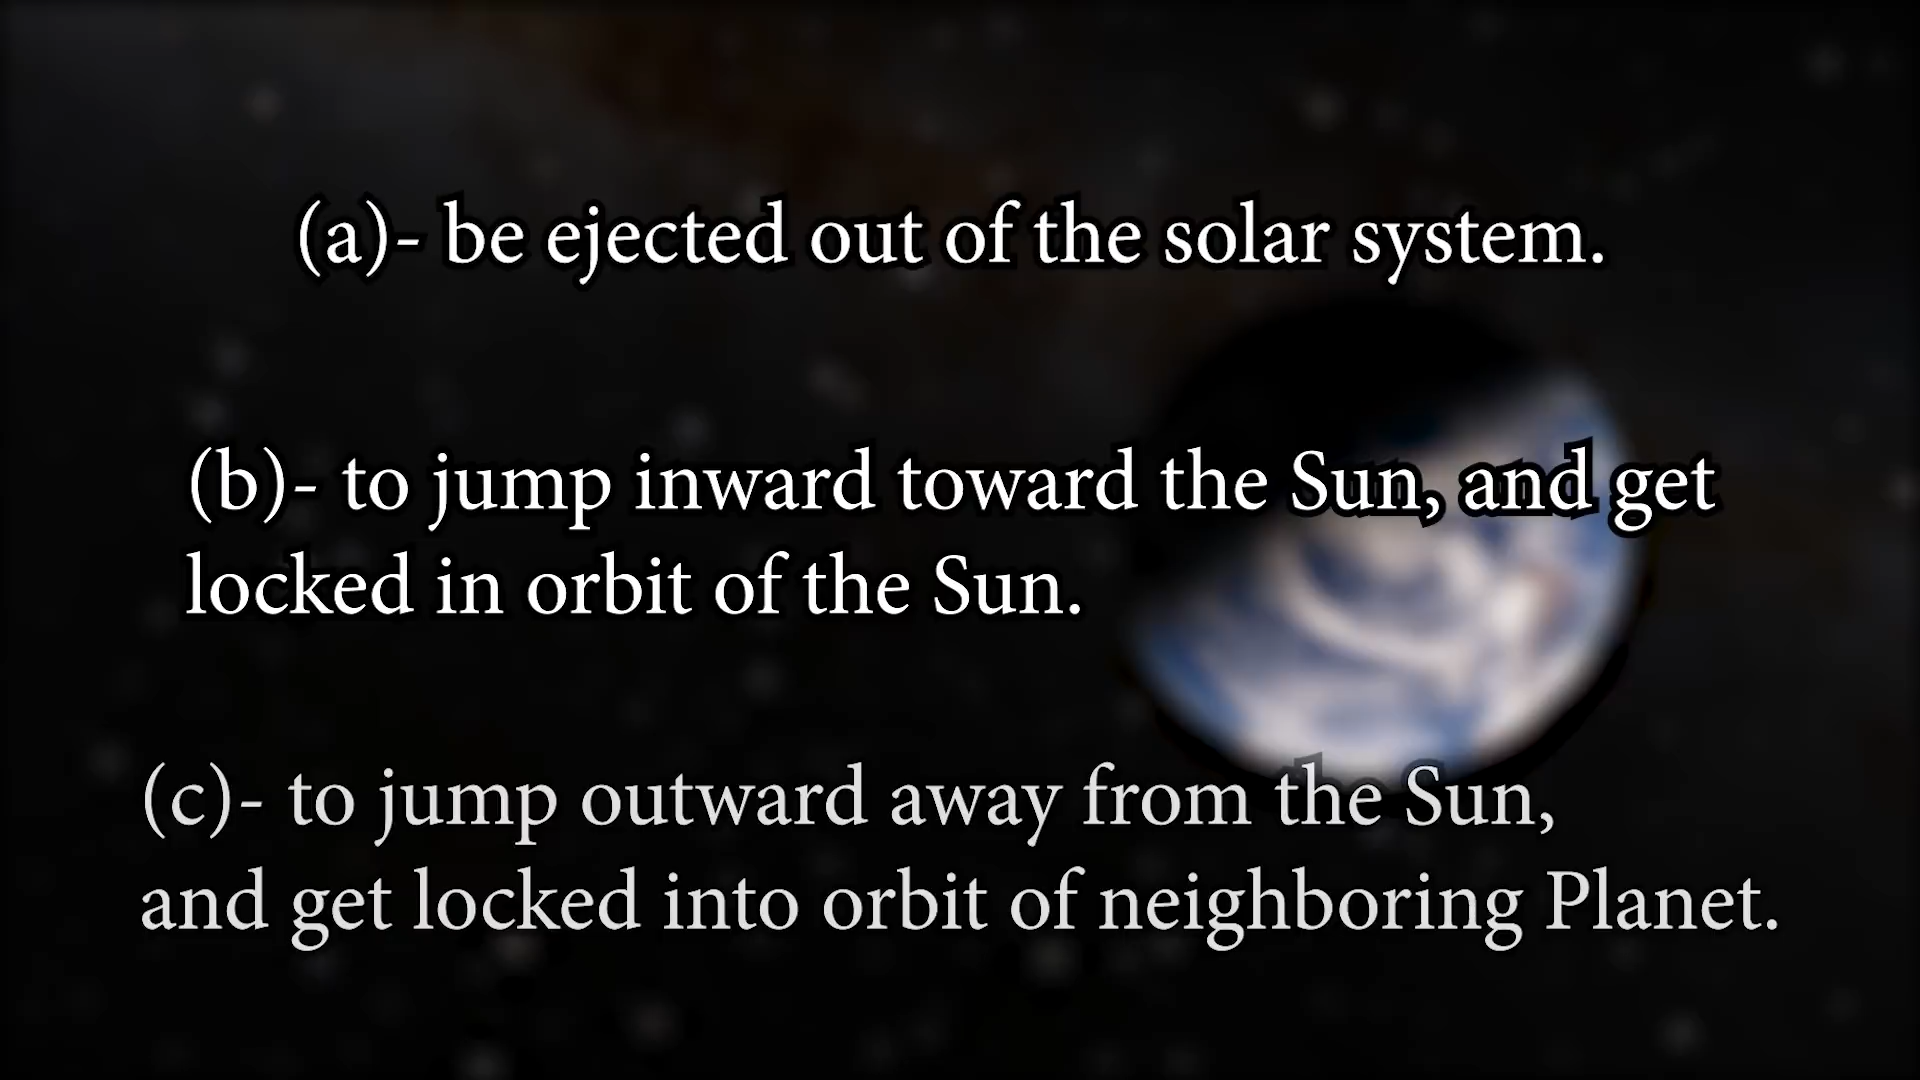 (a)- be ejected out of the solar system.
(b)- to jump inward toward the Sun, and get
locked in orbit of the Sun.
(c)- to jump outward away from the Sun,
and get locked into orbit of neighboring Planet.